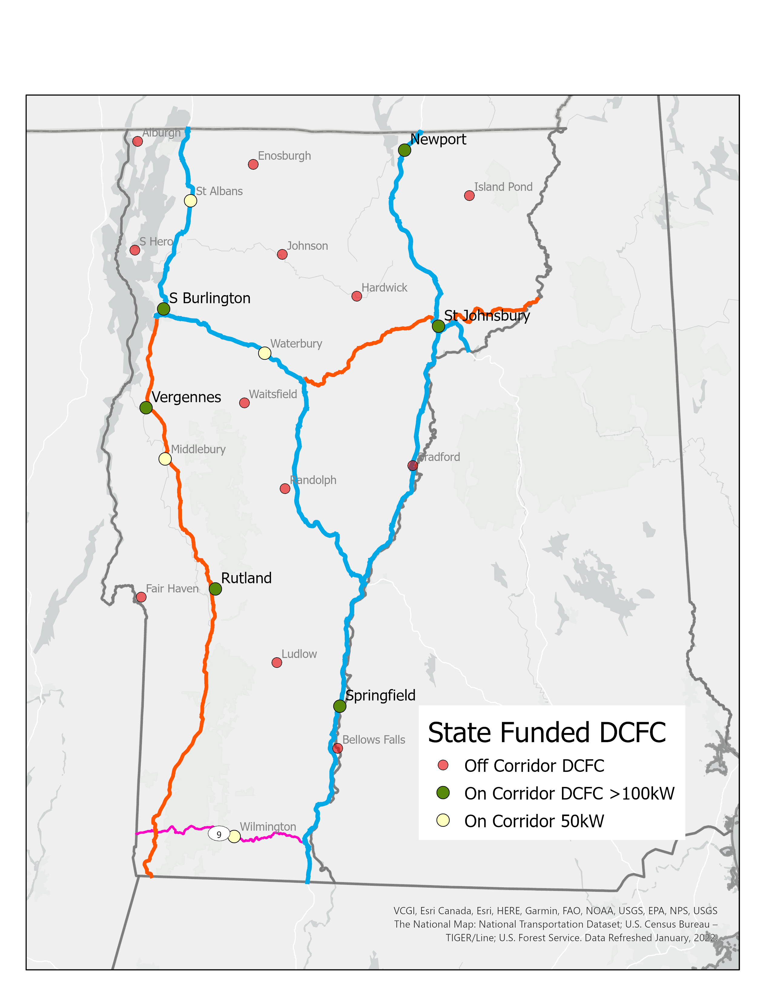 Alburgh
Newport
Enosburgh
Island Pond
St Albans
S Hero
Johnson
Hardwick
S Burlington
St Johnsbury
Waterbury
Waitsfield
Vergennes
Middlebury
Bradford
Randolph
Rutland
Fair Haven
Ludlow
Springfield
Bellows Falls
Wilmington
9
State Funded DCFC
Off Corridor DCFC
On Corridor DCFC >100kW
On Corridor 50kW
VCGI, Esri Canada, Esri, HERE, Garmin, FAO, NOAA, USGS, EPA, NPS, USGS
The National Map: National Transportation Dataset; U.S. Census Bureau –
TIGER/Line; U.S. Forest Service. Data Refreshed January, 2022.